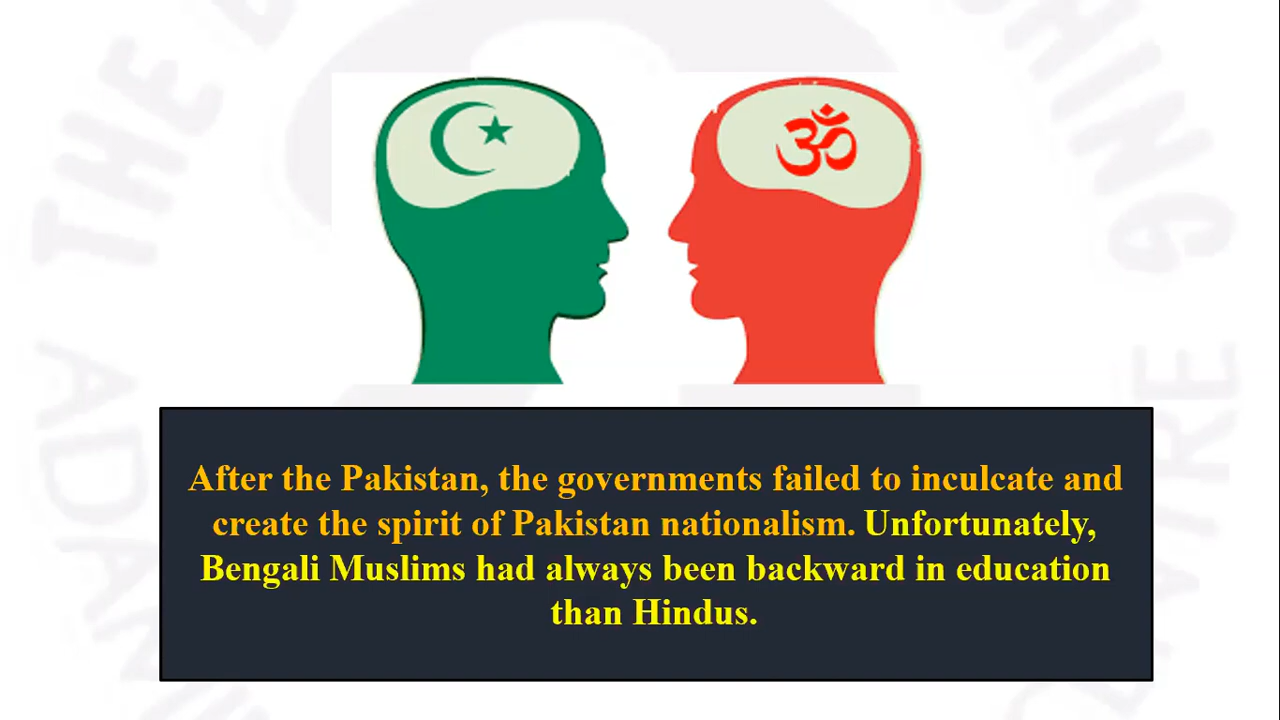 After the Pakistan, the governments failed to inculcate and
create the spirit of Pakistan nationalism. Unfortunately,
Bengali Muslims had always been backward in education
than Hindus.